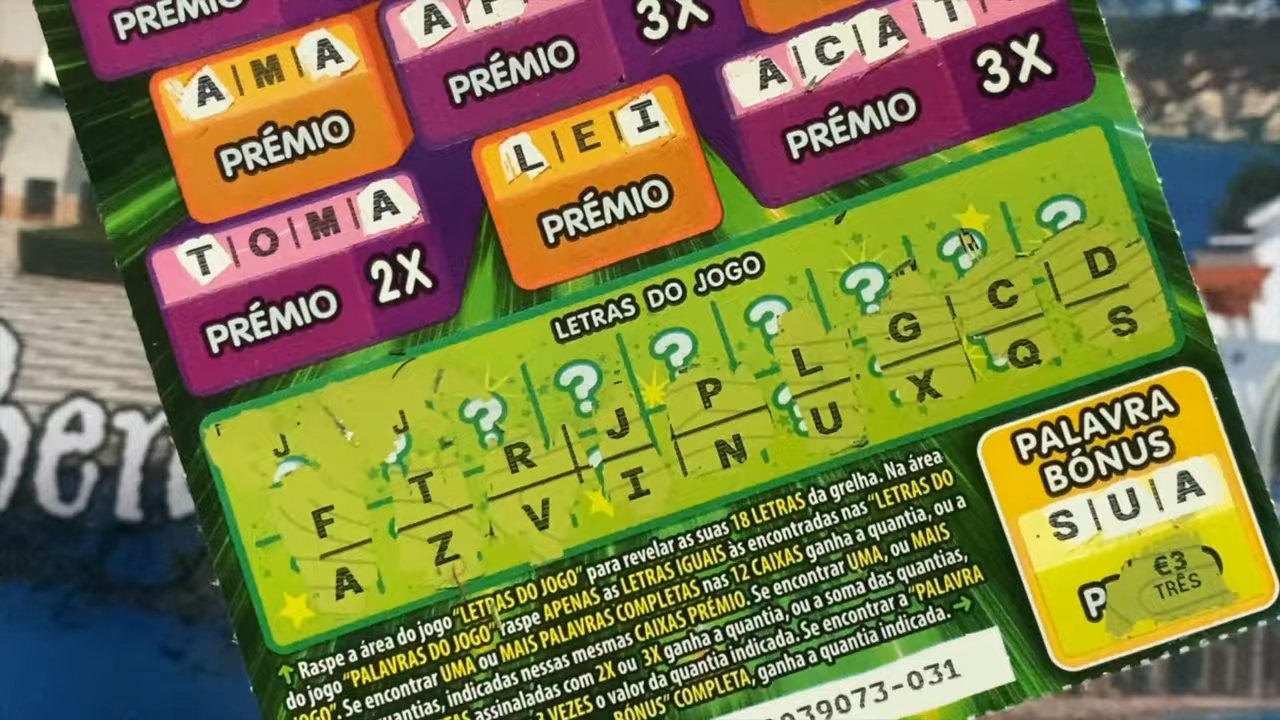 PRÉMIO
A|M|A
PRÉMIO
PRÉMIO
3X
A|C|A|T
PRÉMIO
3X
L|E|I
PRÉMIO
T|O|M|A
PRÉMIO
2X
LETRAS DO JOGO
? ? ? ? ? ? ?
J J R J P L G C D
F T V I N U X Q S
A Z
PALAVRA
BÓNUS
S|U|A
€3
TRÊS
Raspe a área do jogo "LETRAS DO JOGO" para revelar as suas 18 LETRAS da grelha. Na área
do jogo "PALAVRAS DO JOGO", raspe APENAS as LETRAS IGUAIS às encontradas nas "LETRAS DO
JOGO". Se encontrar UMA ou MAIS PALAVRAS COMPLETAS nas 12 CAIXAS ganha a quantia, ou a
quantias, indicadas nessas mesmas CAIXAS PRÉMIO. Se encontrar UMA, ou MAIS
assinaladas com 2X ou 3X ganha a quantia, ou a soma das quantias,
3 VEZES o valor da quantia indicada. Se encontrar a "PALAVRA
BÓNUS" COMPLETA, ganha a quantia indicada.
039073-031